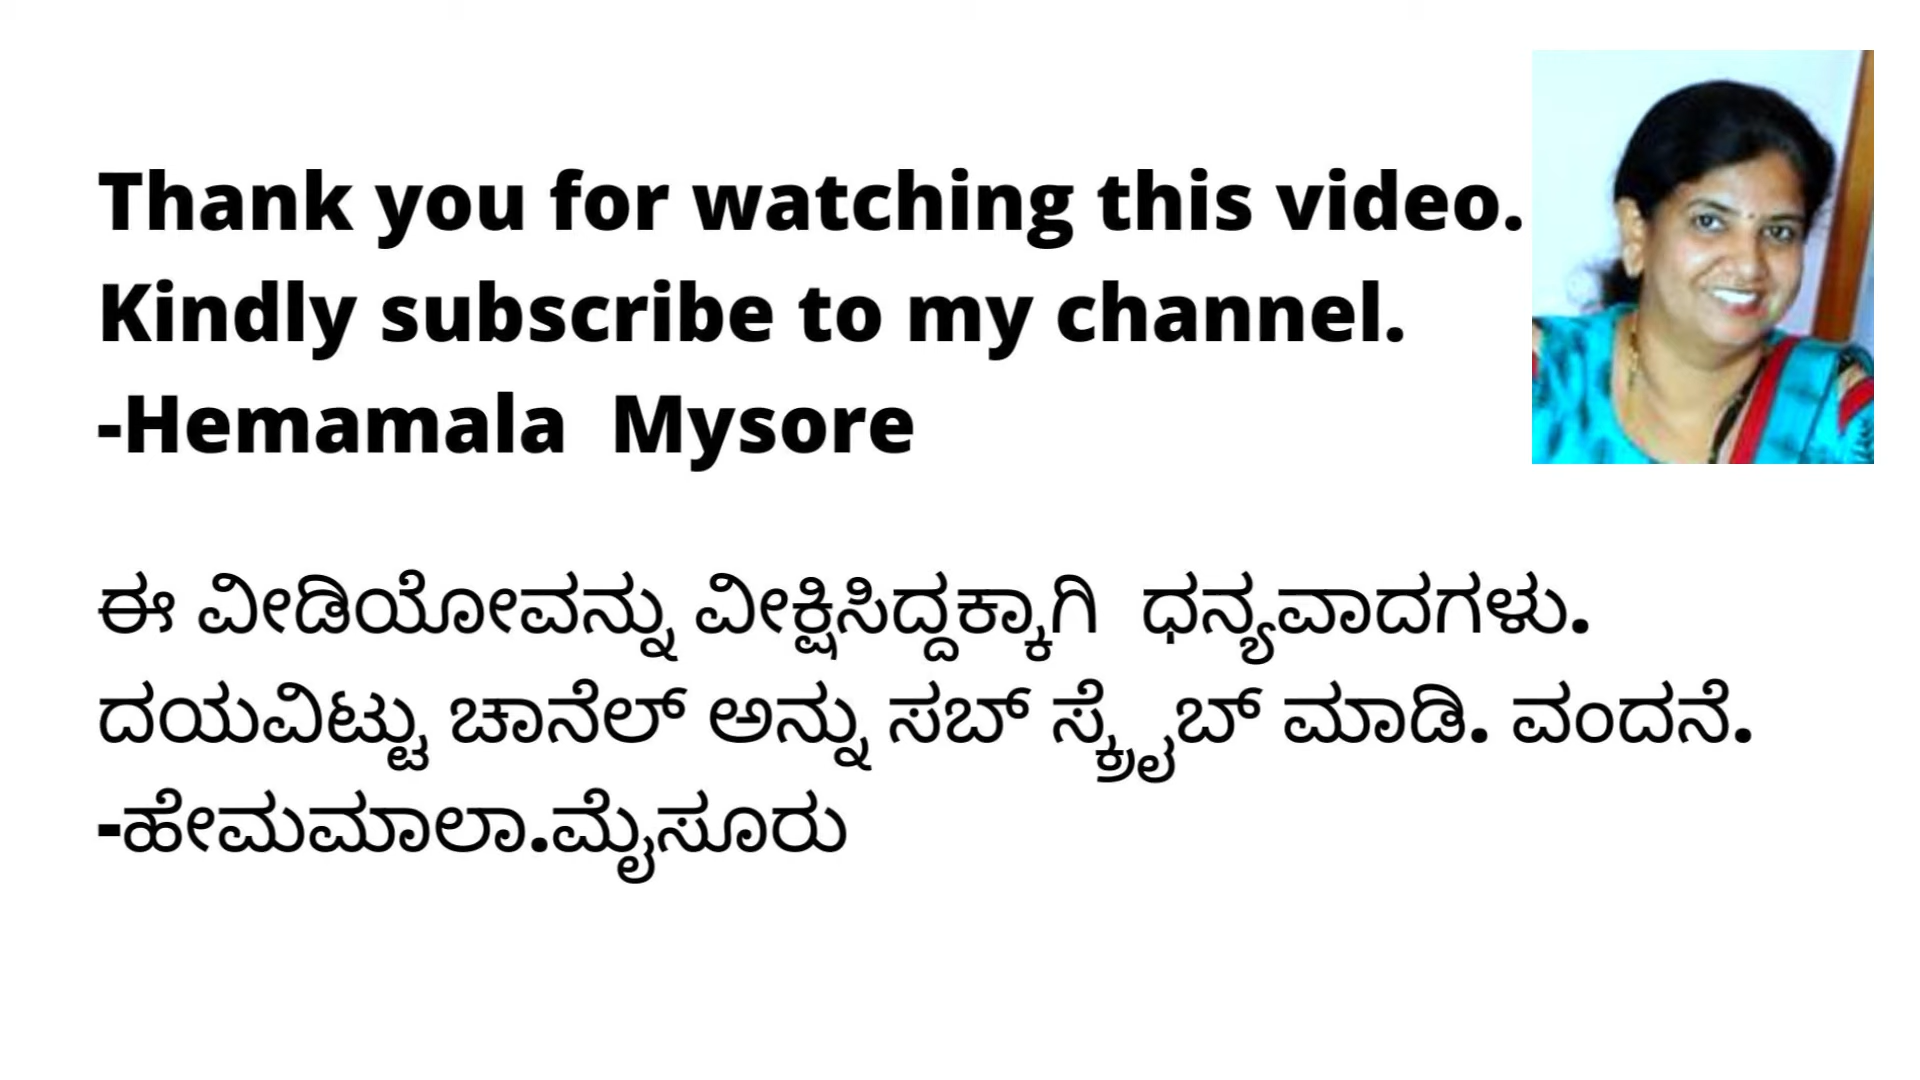 Thank you for watching this video.
Kindly subscribe to my channel.
-Hemamala  Mysore
ಈ ವೀಡಿಯೋವನ್ನು ವೀಕ್ಷಿಸಿದ್ದಕ್ಕಾಗಿ  ಧನ್ಯವಾದಗಳು.
ದಯವಿಟ್ಟು ಚಾನೆಲ್ ಅನ್ನು ಸಬ್ ಸ್ಕ್ರೈಬ್ ಮಾಡಿ. ವಂದನೆ.
-ಹೇಮಮಾಲಾ.ಮೈಸೂರು